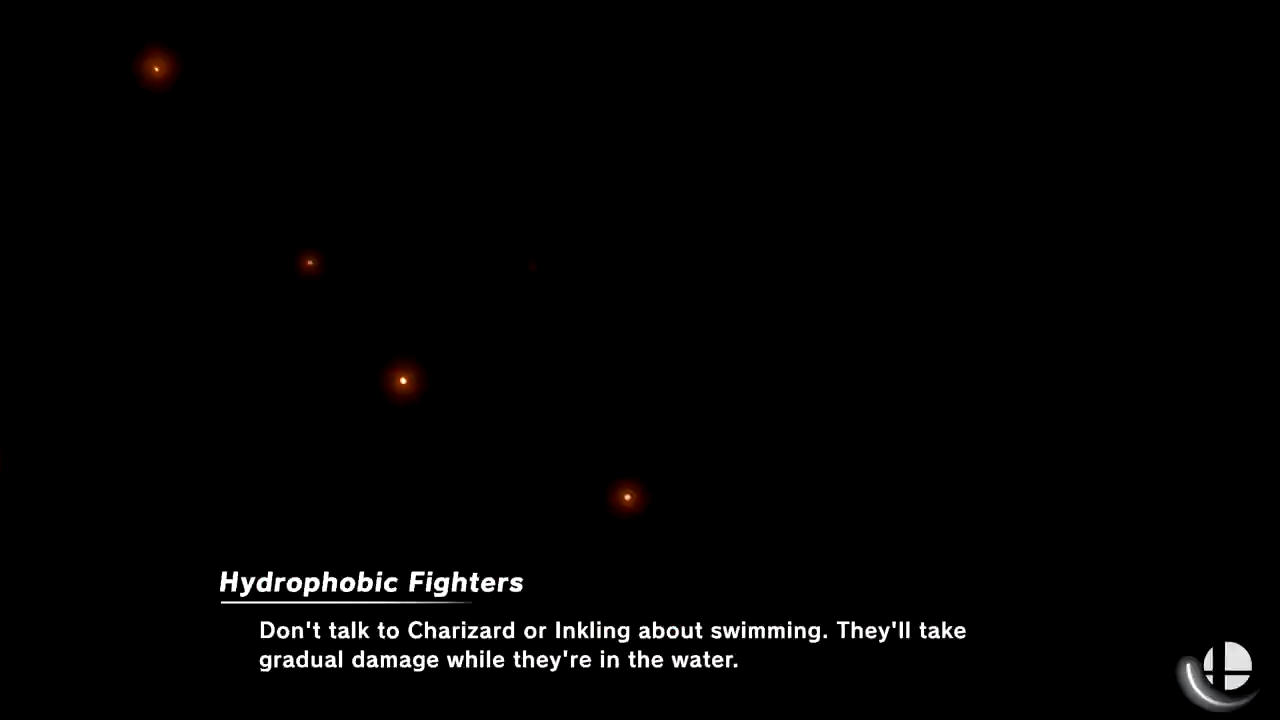 Hydrophobic Fighters
Don't talk to Charizard or Inkling about swimming. They'll take
gradual damage while they're in the water.